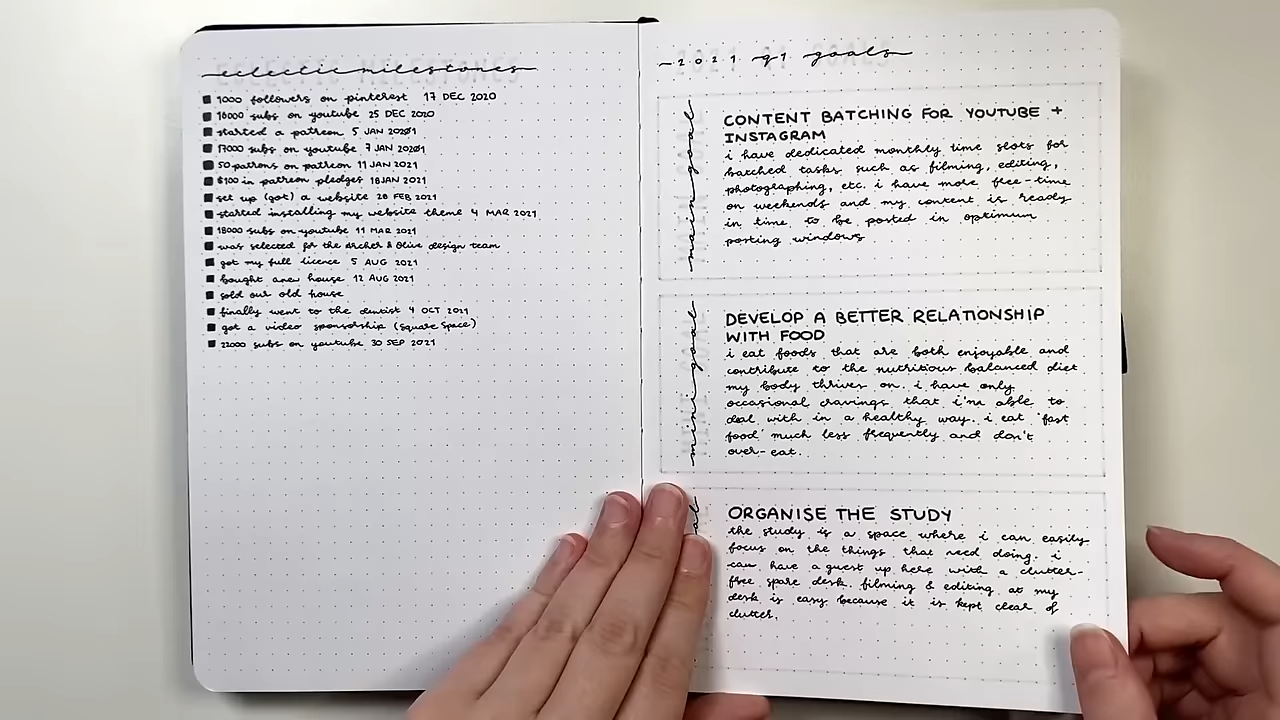 eclectic milestones
1000 followers on pinterest 17 DEC 2020
16000 subs on youtube 25 DEC 2020
started a patreon 5 JAN 2021
17000 subs on youtube 7 JAN 2021
50 patrons on patreon 11 JAN 2021
$100 in patreon pledges 18 JAN 2021
set up (got) a website 28 FEB 2021
started installing my website theme 4 MAR 2021
18000 subs on youtube 11 MAR 2021
was selected for the Archer & Olive design team
got my full licence 5 AUG 2021
bought our house 12 AUG 2021
sold our old house
finally went to the dentist 4 OCT 2021
got a video sponsorship (Square Space)
22000 subs on youtube 30 SEP 2021
2021 q1 goals
main goal
CONTENT BATCHING FOR YOUTUBE +
INSTAGRAM
i have dedicated monthly time slots for
batched tasks such as filming, editing,
photographing, etc. i have more free-time
on weekends and my content is ready
in time to be posted in optimum
posting windows
mini goal
DEVELOP A BETTER RELATIONSHIP
WITH FOOD
i eat foods that are both enjoyable and
contribute to the nutritious balanced diet
my body thrives on. i have only
occasional cravings that i'm able to
deal with in a healthy way. i eat 'fast
food' much less frequently and don't
over-eat.
ORGANISE THE STUDY
the study is a space where i can easily
focus on the things that need doing. i
can have a guest up here with a clutter-
free spare desk. filming & editing at my
desk is easy because it is kept clear of
clutter.